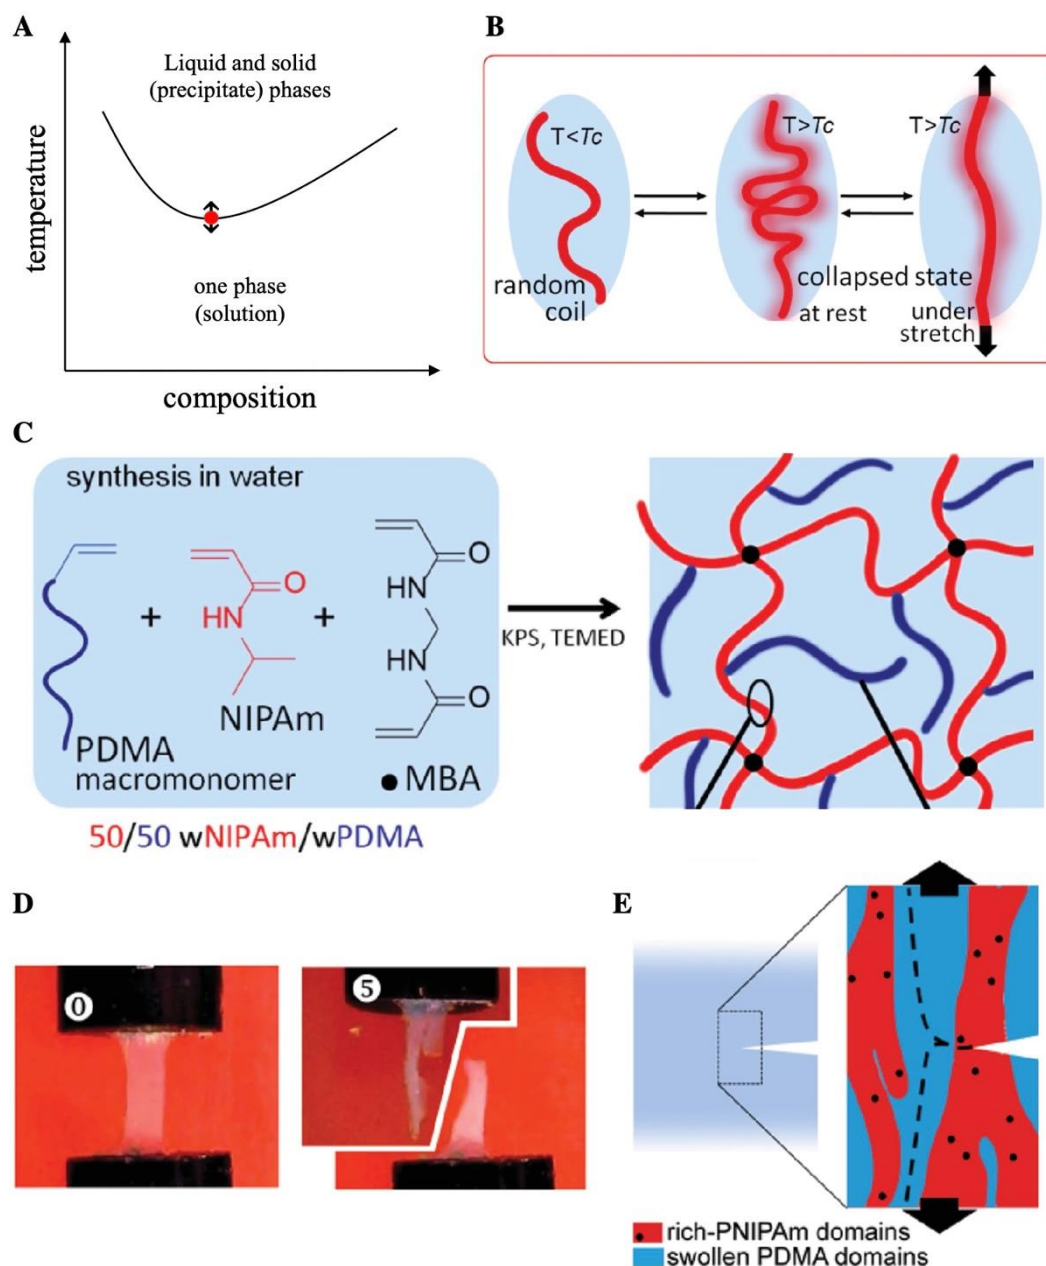 A
Liquid and solid
(precipitate) phases
temperature
one phase
(solution)
composition
B
T<Tc
T>Tc
T>Tc
random
coil
collapsed state
at rest
under
stretch
C
synthesis in water
O
HN
HN
O
HN
O
+
+
KPS, TEMED
NIPAm
PDMA
macromonomer
MBA
50/50 wNIPAm/wPDMA
D
0
5
E
rich-PNIPAm domains
swollen PDMA domains